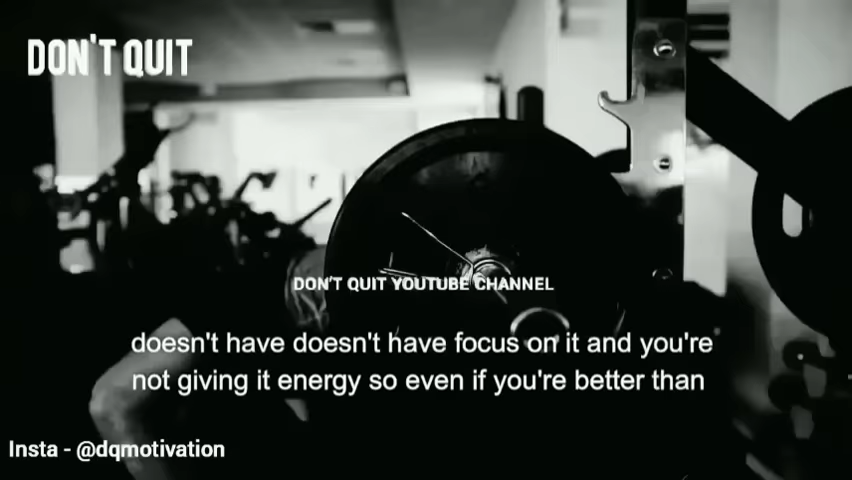 DON'T QUIT
DON'T QUIT YOUTUBE CHANNEL
doesn't have doesn't have focus on it and you're
not giving it energy so even if you're better than
Insta - @dqmotivation